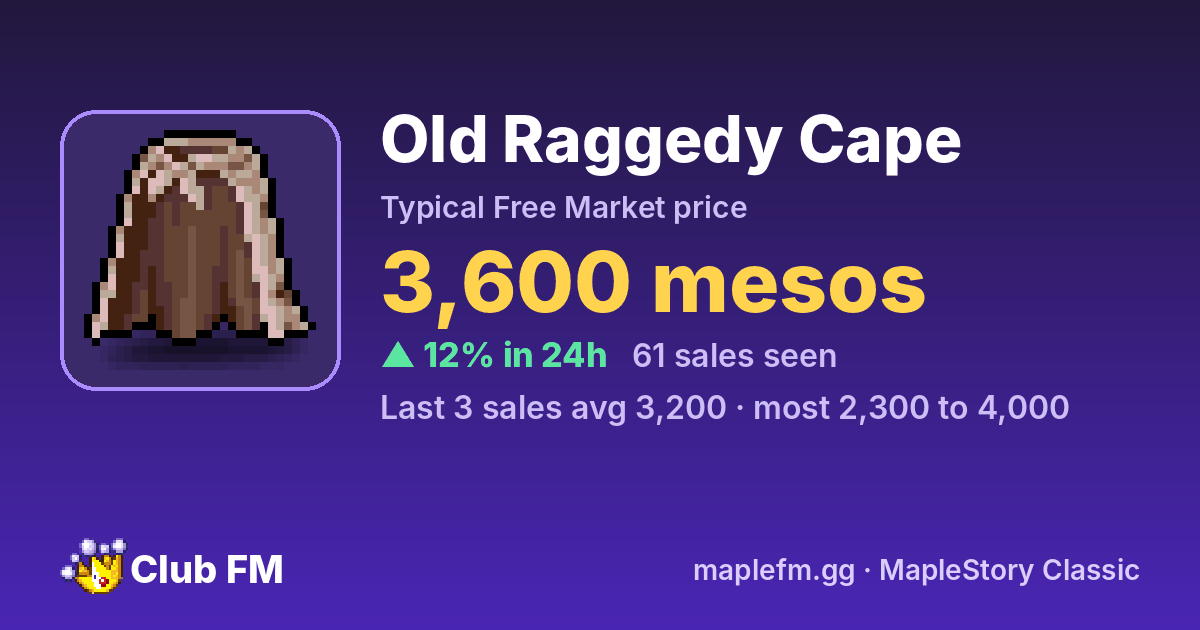 Old Raggedy Cape
Typical Free Market price
3,600 mesos
▲ 12% in 24h 61 sales seen
Last 3 sales avg 3,200 · most 2,300 to 4,000
Club FM
maplefm.gg · MapleStory Classic